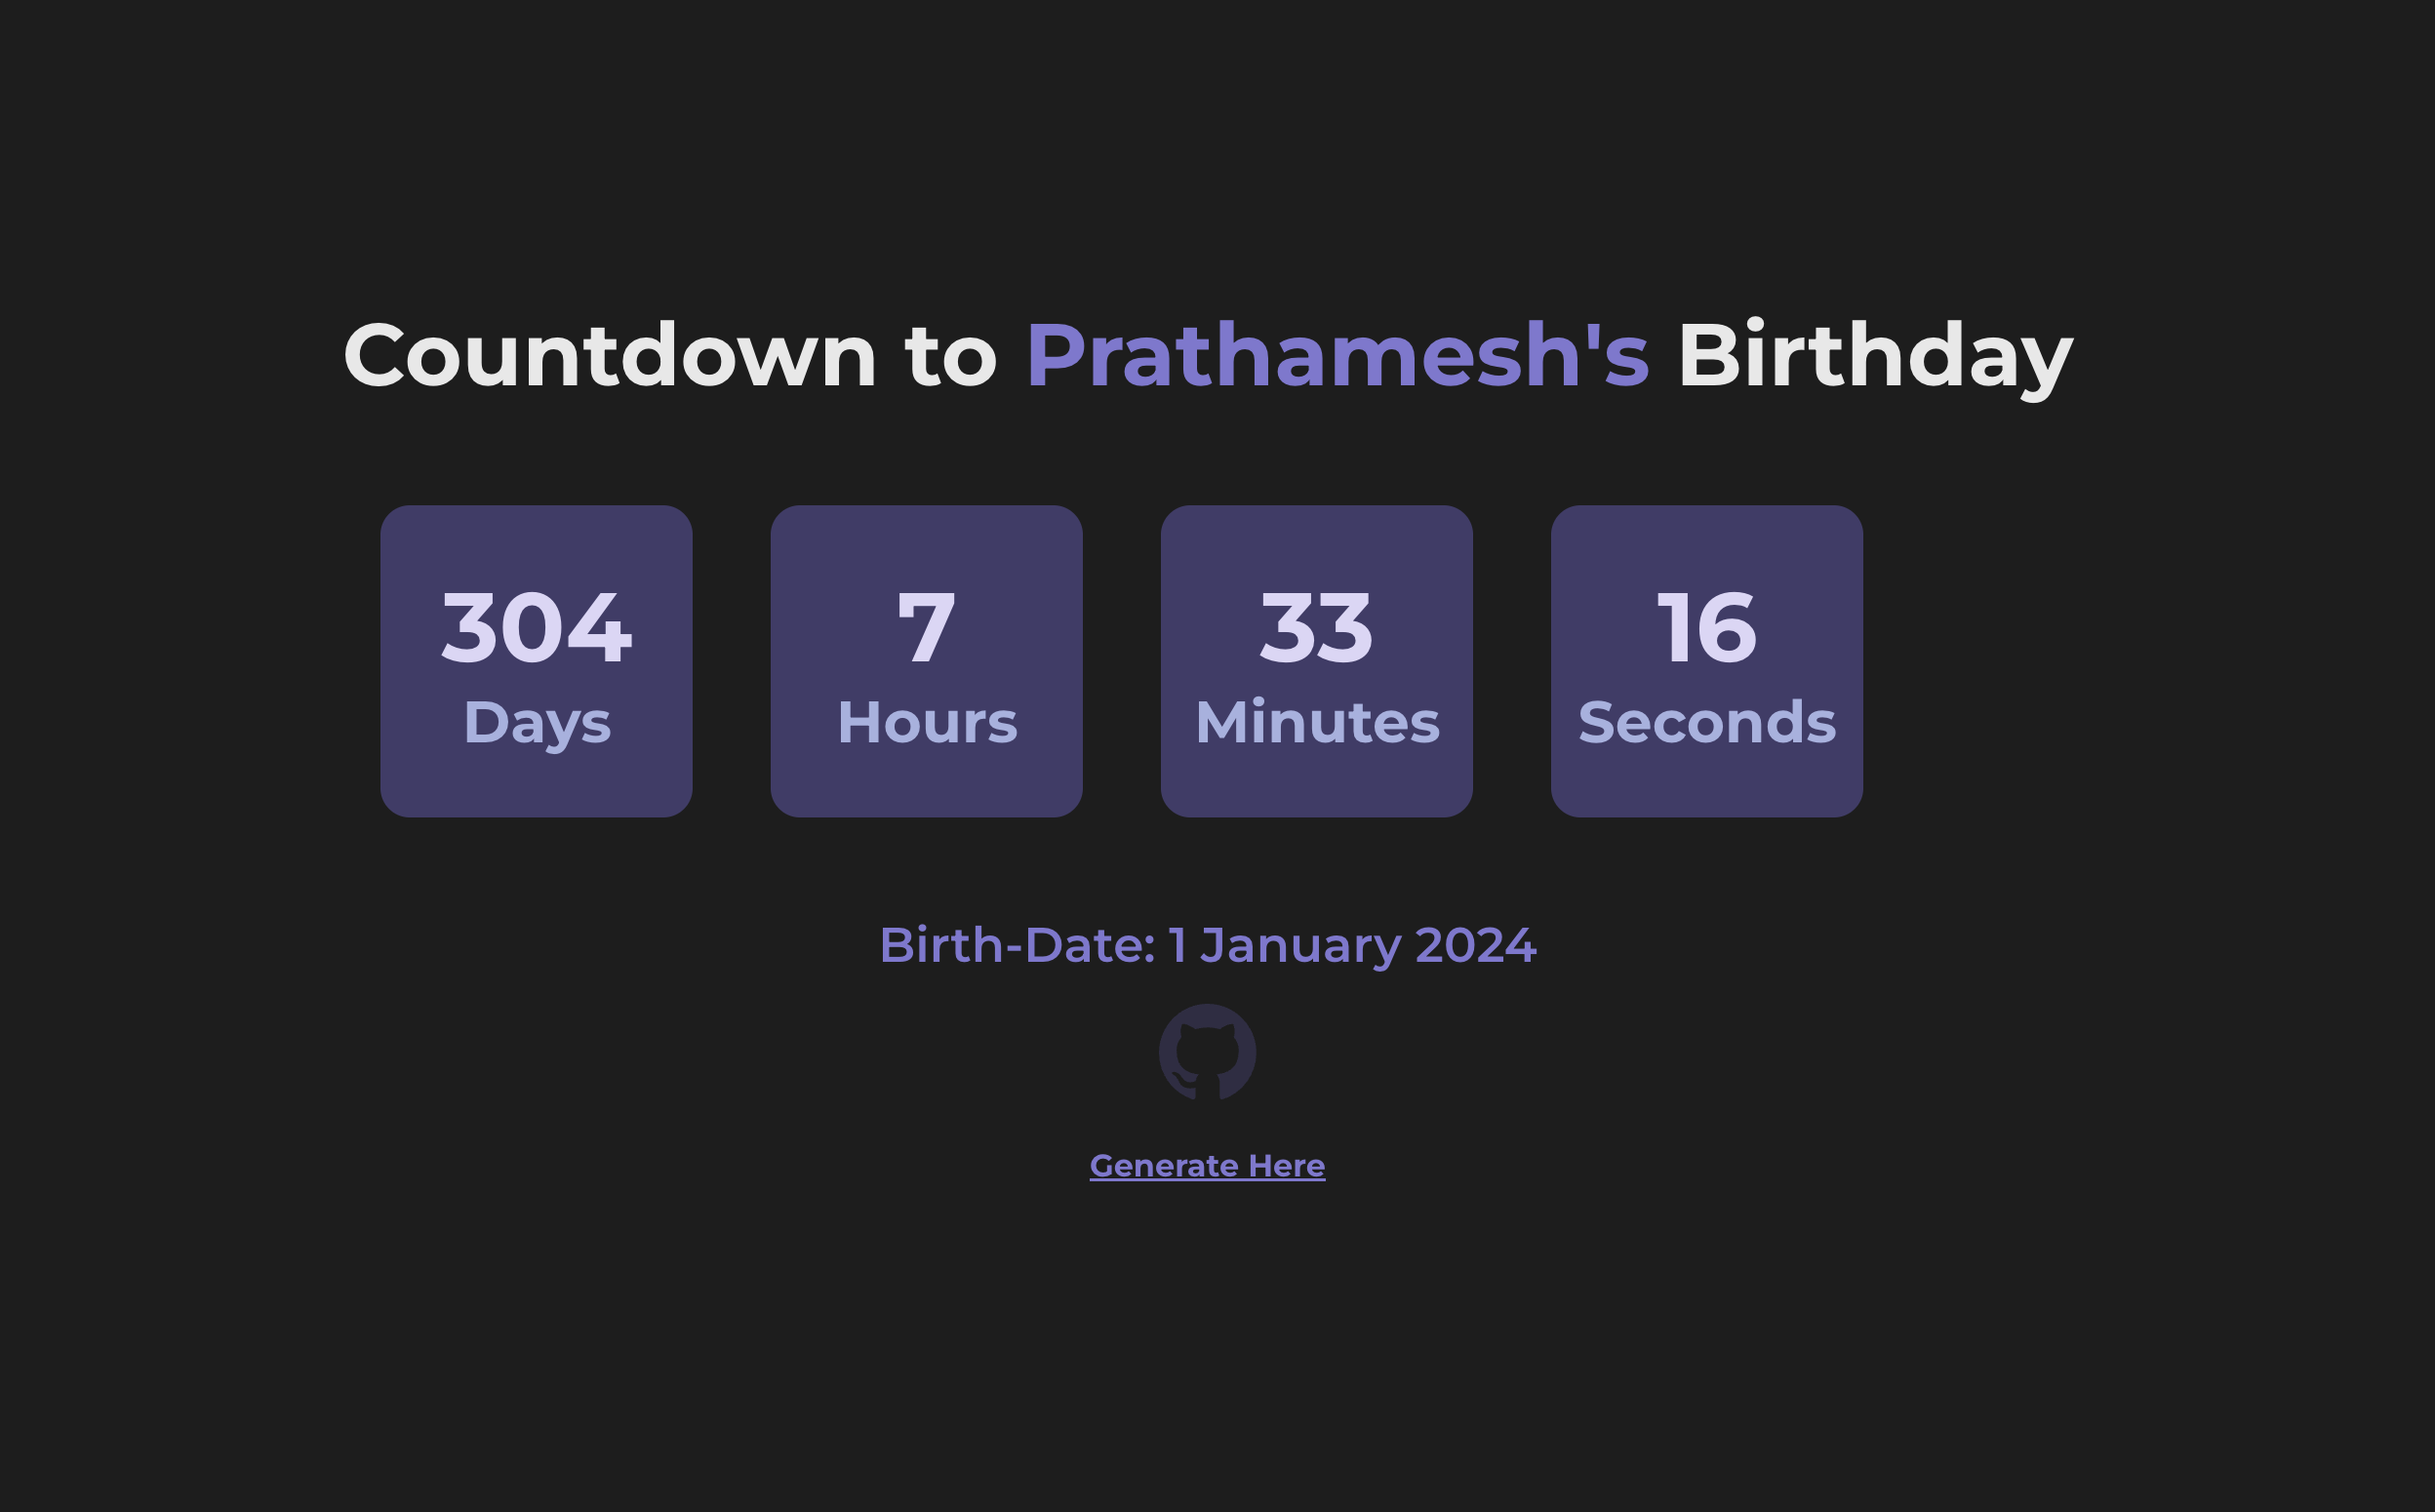 Countdown to Prathamesh's Birthday
304 7 33 16
Days Hours Minutes Seconds
Birth-Date: 1 January 2024
Generate Here